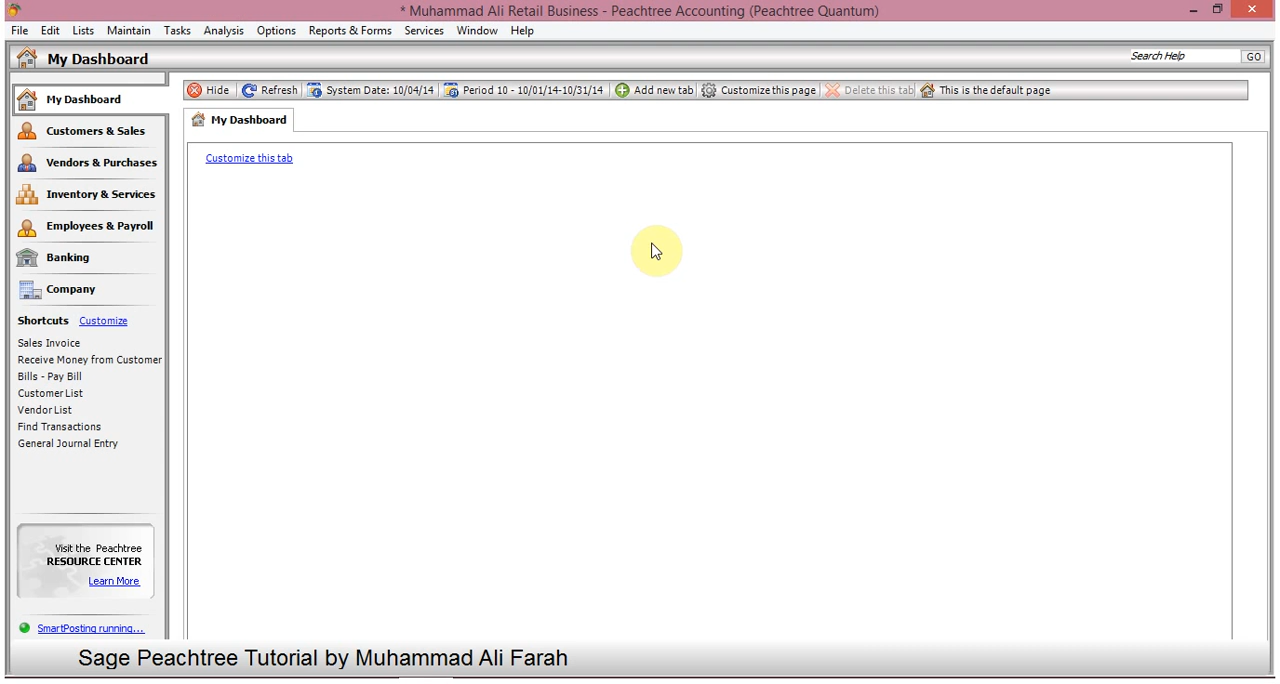 * Muhammad Ali Retail Business - Peachtree Accounting (Peachtree Quantum)
File Edit Lists Maintain Tasks Analysis Options Reports & Forms Services Window Help
My Dashboard
Search Help GO
My Dashboard
Customers & Sales
Vendors & Purchases
Inventory & Services
Employees & Payroll
Banking
Company
Shortcuts Customize
Sales Invoice
Receive Money from Customer
Bills - Pay Bill
Customer List
Vendor List
Find Transactions
General Journal Entry
Visit the Peachtree
RESOURCE CENTER
Learn More
SmartPosting running...
Hide Refresh System Date: 10/04/14 Period 10 - 10/01/14-10/31/14 Add new tab Customize this page Delete this tab This is the default page
My Dashboard
Customize this tab
Sage Peachtree Tutorial by Muhammad Ali Farah